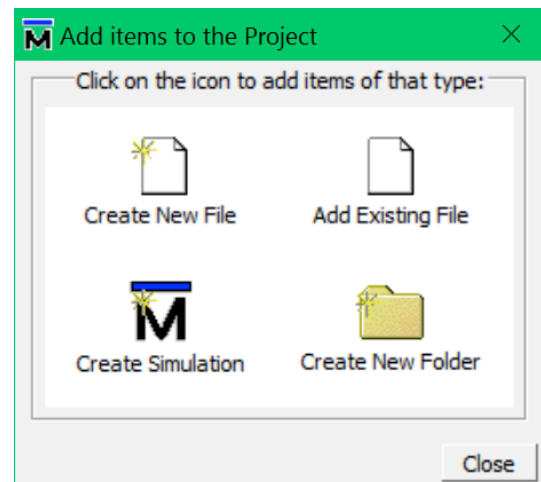 Add items to the Project
Click on the icon to add items of that type:
Create New File
Add Existing File
Create Simulation
Create New Folder
Close